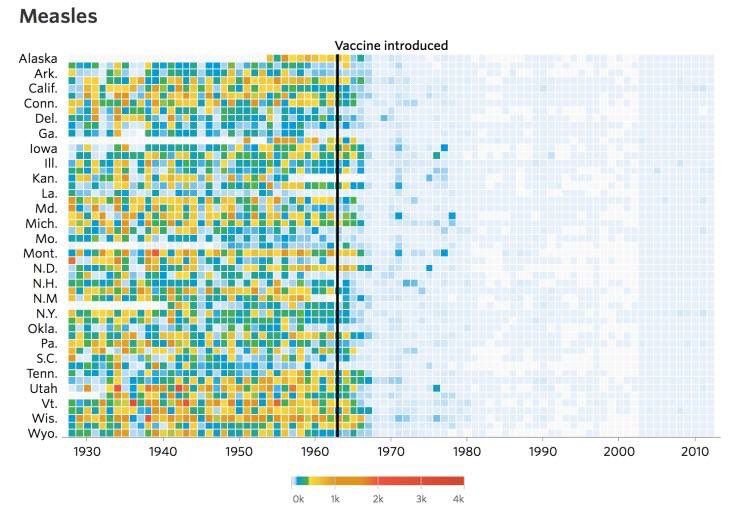 Measles
Vaccine introduced
Alaska
Ark.
Calif.
Conn.
Del.
Ga.
Iowa
Ill.
Kan.
La.
Md.
Mich.
Mo.
Mont.
N.D.
N.H.
N.M
N.Y.
Okla.
Pa.
S.C.
Tenn.
Utah
Vt.
Wis.
Wyo.
1930 1940 1950 1960 1970 1980 1990 2000 2010
0k 1k 2k 3k 4k